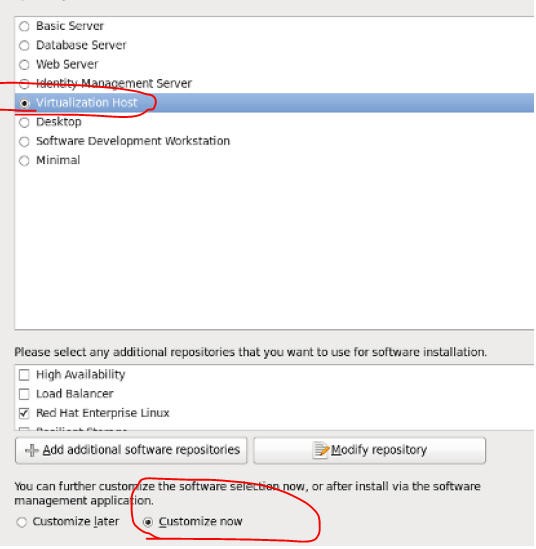 Basic Server
Database Server
Web Server
Identity Management Server
Virtualization Host
Desktop
Software Development Workstation
Minimal
Please select any additional repositories that you want to use for software installation.
High Availability
Load Balancer
Red Hat Enterprise Linux
Resilient Storage
Add additional software repositories
Modify repository
You can further customize the software selection now, or after install via the software
management application.
Customize later
Customize now